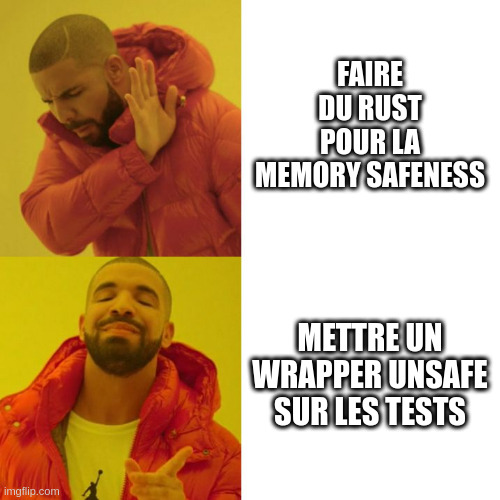 FAIRE
DU RUST
POUR LA
MEMORY SAFENESS
METTRE UN
WRAPPER UNSAFE
SUR LES TESTS
imgflip.com